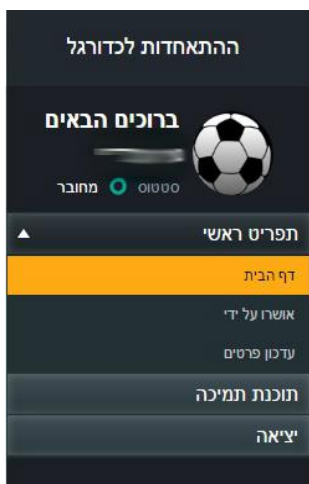 ההתאחדות לכדורגל
ברוכים הבאים
סטטוס מחובר
תפריט ראשי
דף הבית
אושרו על ידי
עדכון פרטים
תוכנת תמיכה
יציאה